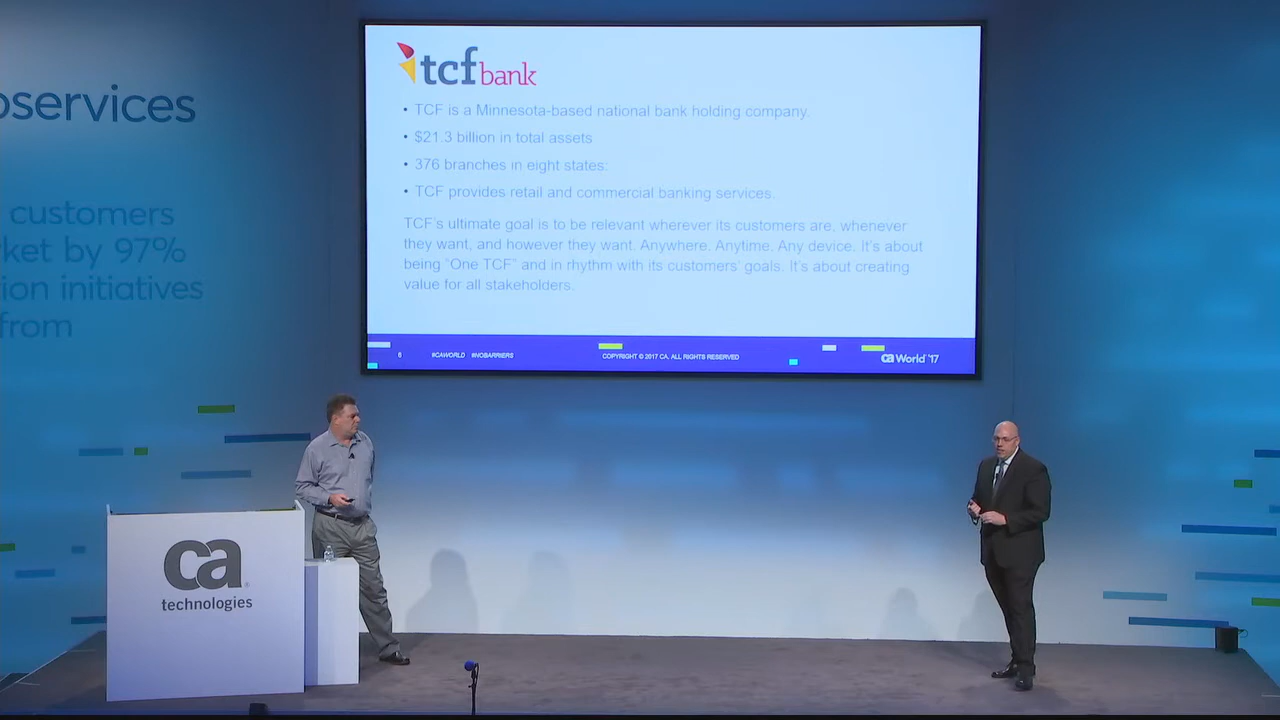 oservices
customers
ket by 97%
ion initiatives
from
tcf bank
• TCF is a Minnesota-based national bank holding company.
• $21.3 billion in total assets
• 376 branches in eight states:
• TCF provides retail and commercial banking services.
TCF's ultimate goal is to be relevant wherever its customers are, whenever
they want, and however they want. Anywhere. Anytime. Any device. It's about
being "One TCF" and in rhythm with its customers' goals. It's about creating
value for all stakeholders.
6 #CAWORLD #NOBARRIERS COPYRIGHT © 2017 CA, ALL RIGHTS RESERVED ca World '17
ca
technologies